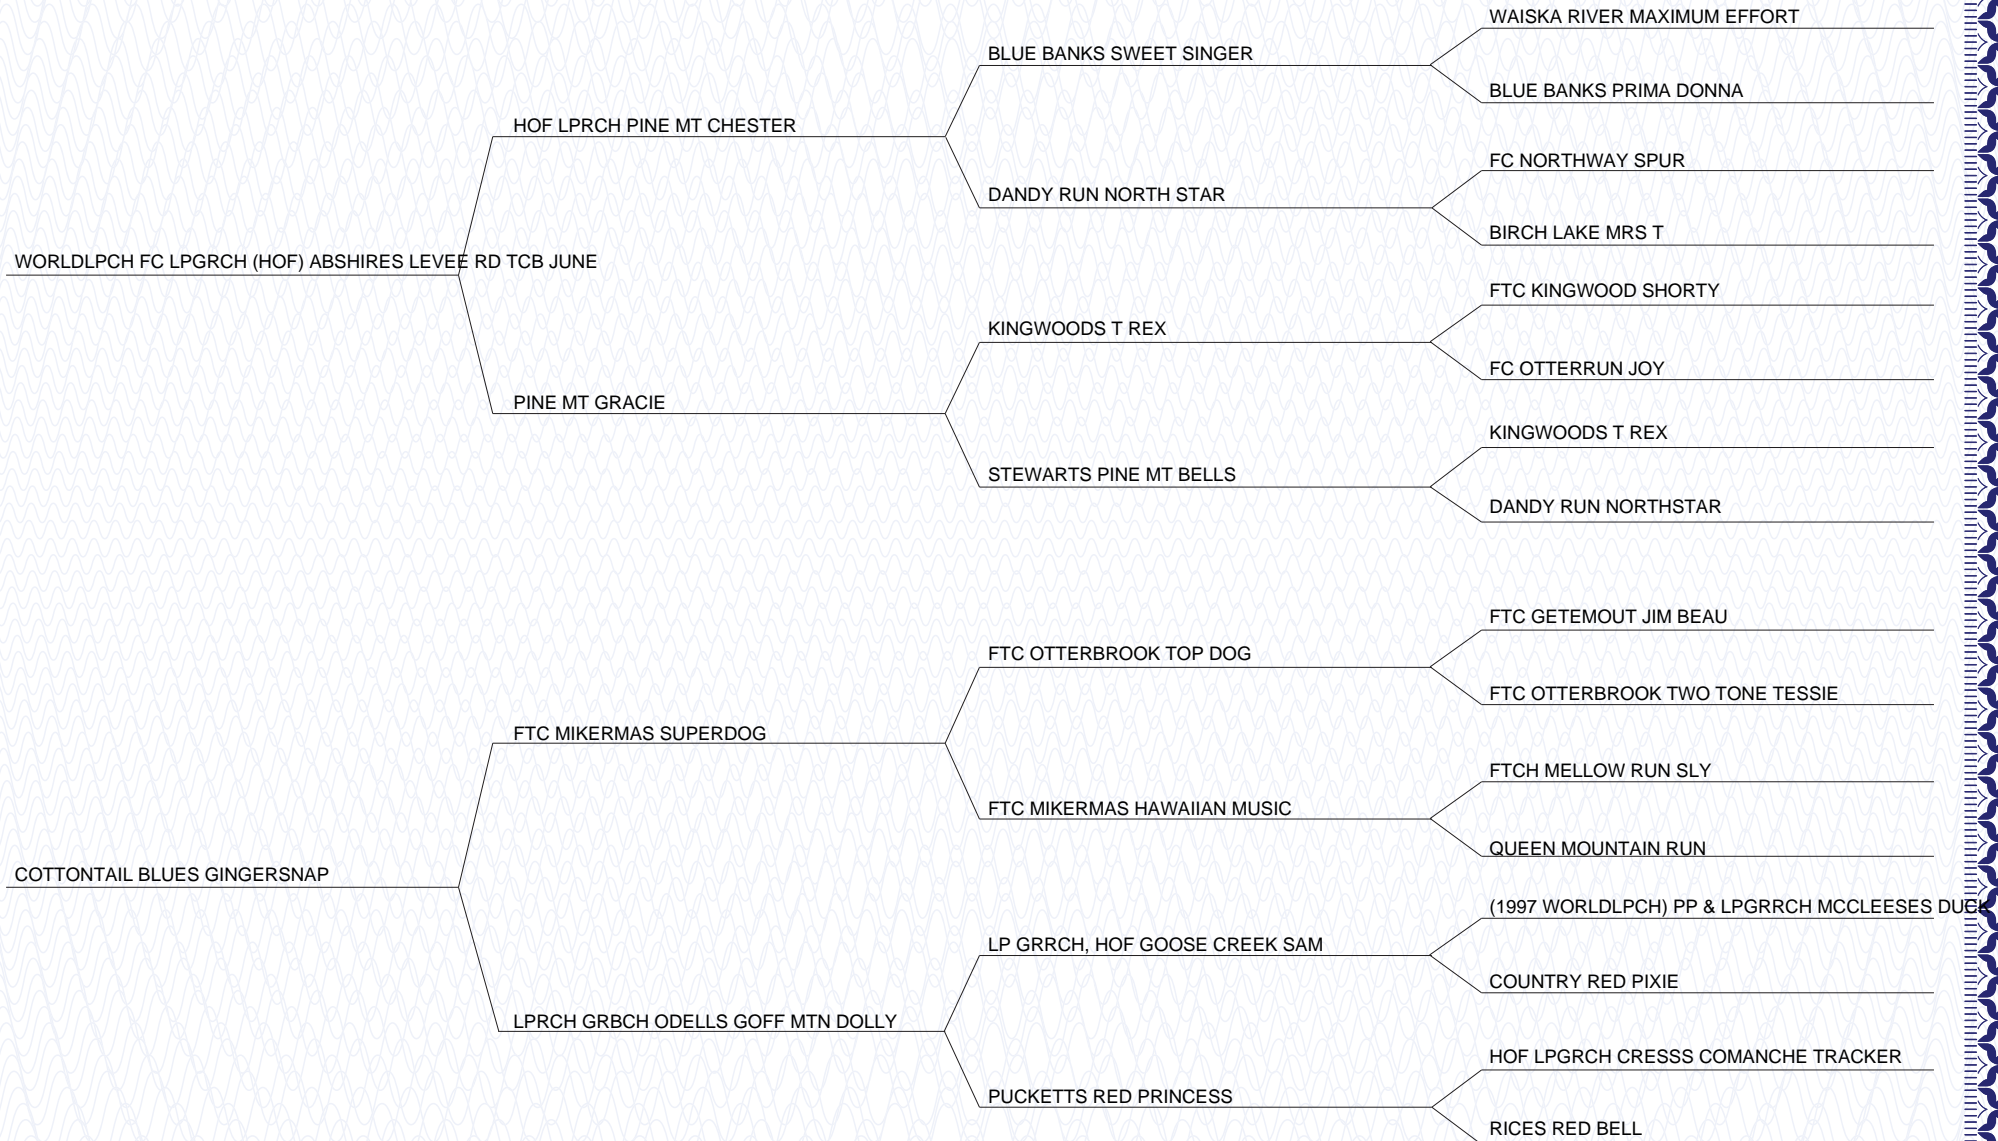 WAISKA RIVER MAXIMUM EFFORT
BLUE BANKS SWEET SINGER
BLUE BANKS PRIMA DONNA
HOF LPRCH PINE MT CHESTER
FC NORTHWAY SPUR
DANDY RUN NORTH STAR
BIRCH LAKE MRS T
WORLDLPCH FC LPGRCH (HOF) ABSHIRES LEVEE RD TCB JUNE
FTC KINGWOOD SHORTY
KINGWOODS T REX
FC OTTERRUN JOY
PINE MT GRACIE
KINGWOODS T REX
STEWARTS PINE MT BELLS
DANDY RUN NORTHSTAR
FTC GETEMOUT JIM BEAU
FTC OTTERBROOK TOP DOG
FTC OTTERBROOK TWO TONE TESSIE
FTC MIKERMAS SUPERDOG
FTCH MELLOW RUN SLY
FTC MIKERMAS HAWAIIAN MUSIC
QUEEN MOUNTAIN RUN
COTTONTAIL BLUES GINGERSNAP
(1997 WORLDLPCH) PP & LPGRRCH MCCLEESES DUCK
LP GRRCH, HOF GOOSE CREEK SAM
COUNTRY RED PIXIE
LPRCH GRBCH ODELLS GOFF MTN DOLLY
HOF LPGRCH CRESSS COMANCHE TRACKER
PUCKETTS RED PRINCESS
RICES RED BELL